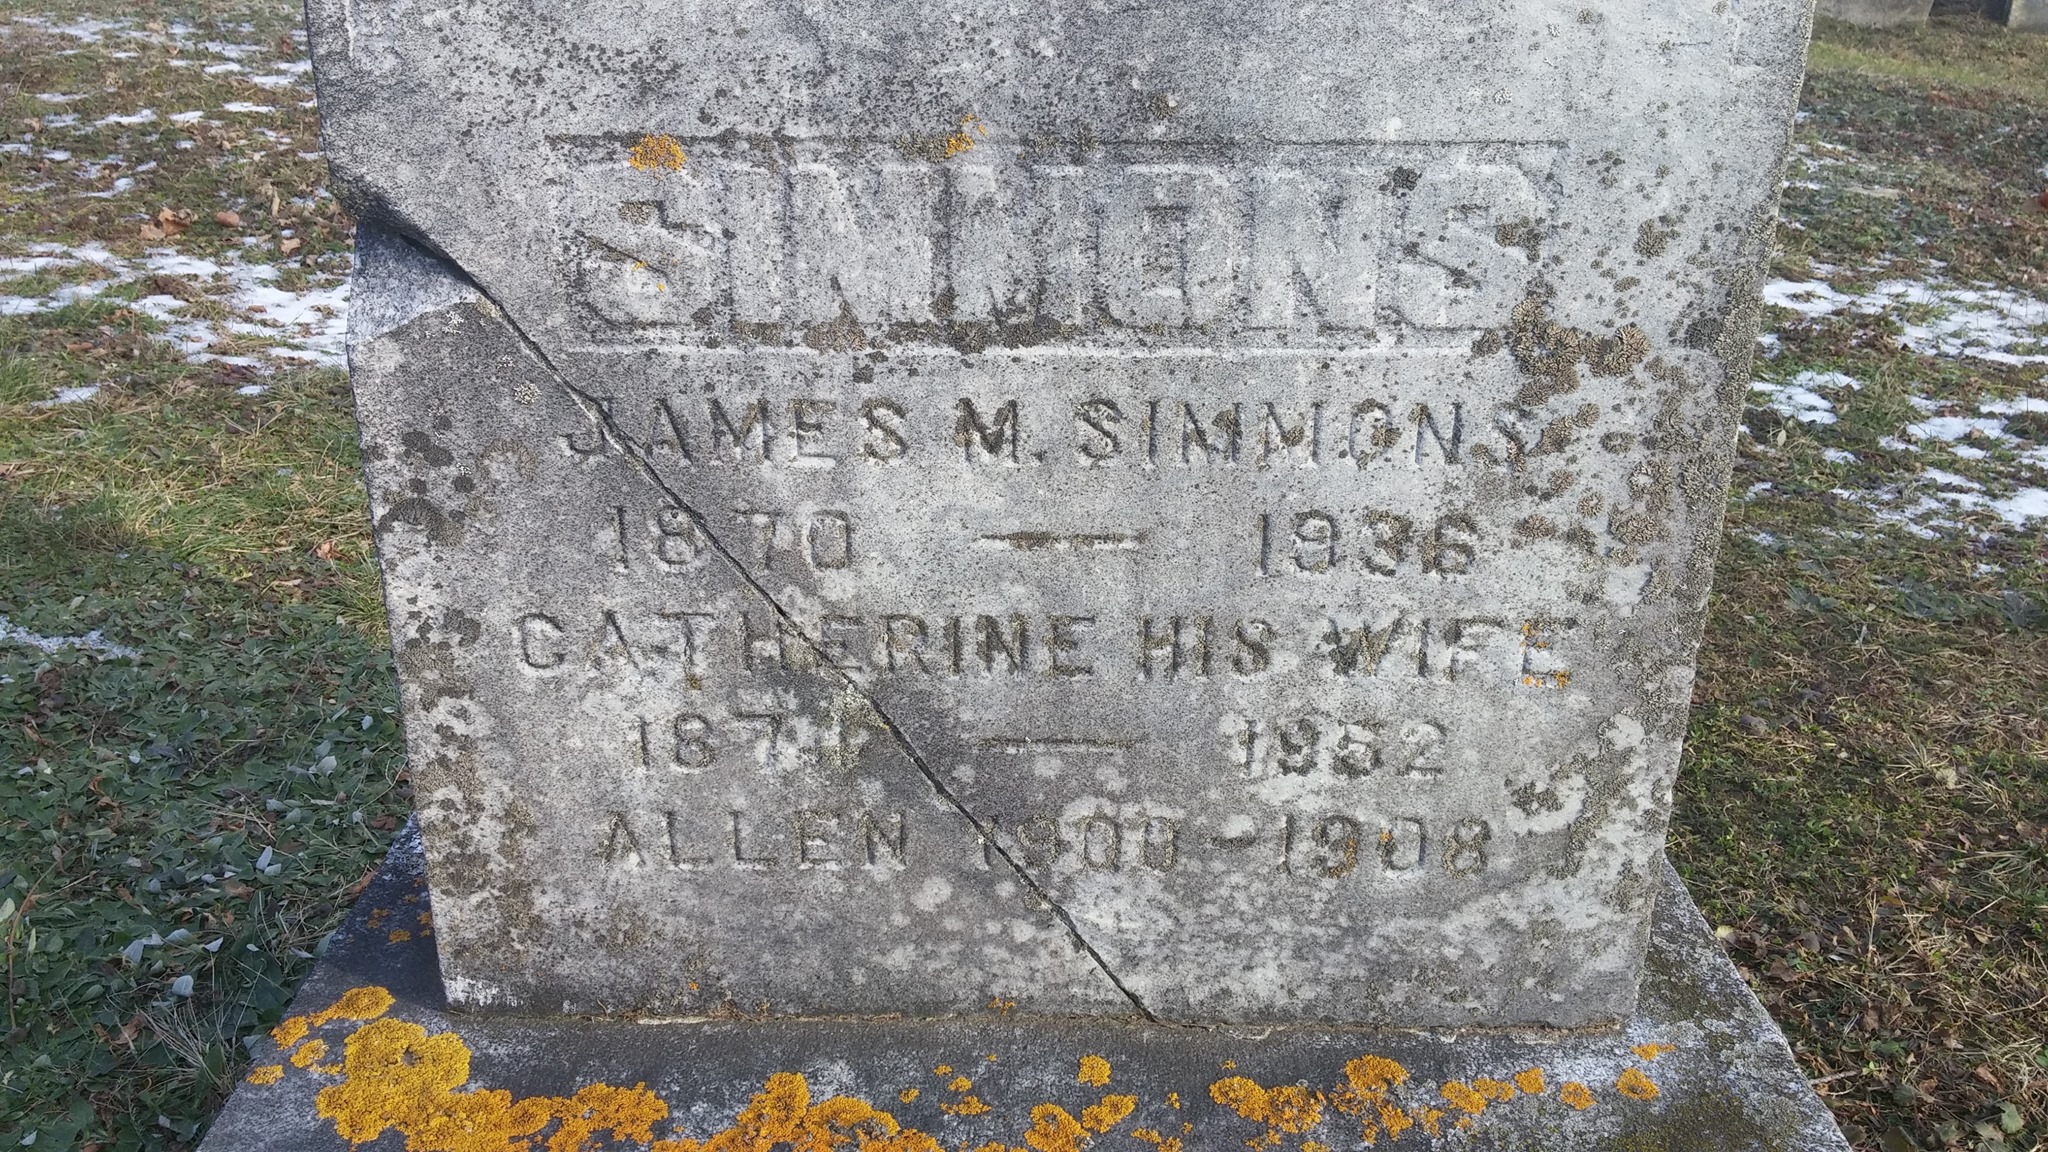 SIMMONS
JAMES M. SIMMONS
1870 — 1936
CATHERINE HIS WIFE
— 1952
ALLEN 1900 - 1908